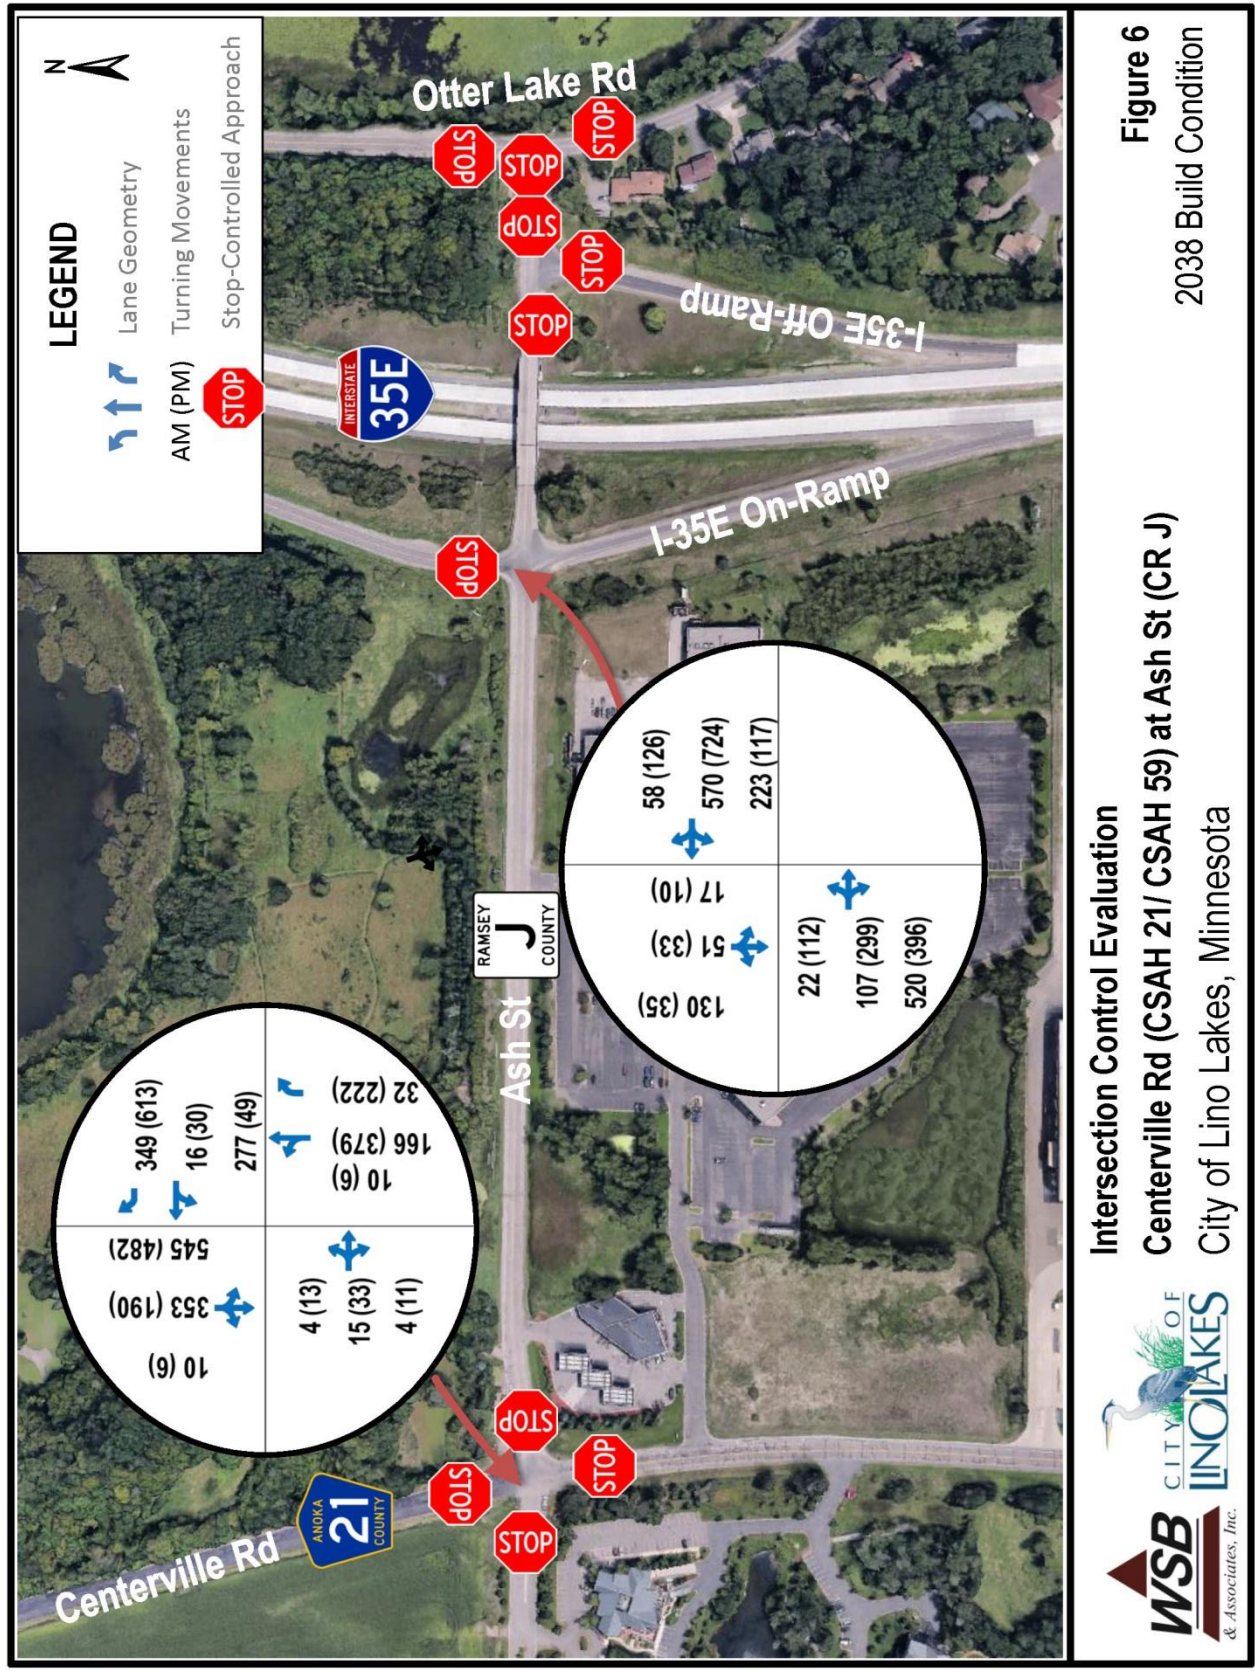 LEGEND
Lane Geometry
AM (PM) Turning Movements
STOP Stop-Controlled Approach
N
Centerville Rd
ANOKA
21
COUNTY
STOP
STOP
STOP
STOP
10 (6)
353 (190)
545 (482)
349 (613)
16 (30)
277 (49)
4 (13)
15 (33)
4 (11)
10 (6)
166 (379)
32 (222)
Ash St
RAMSEY
J
COUNTY
130 (35)
51 (33)
17 (10)
58 (126)
570 (724)
223 (117)
22 (112)
107 (299)
520 (396)
STOP
I-35E On-Ramp
INTERSTATE
35E
STOP
STOP
STOP
I-35E Off-Ramp
Otter Lake Rd
STOP
STOP
STOP
WSB
& Associates, Inc.
CITY OF
LINO LAKES
Intersection Control Evaluation
Centerville Rd (CSAH 21/ CSAH 59) at Ash St (CR J)
City of Lino Lakes, Minnesota
Figure 6
2038 Build Condition